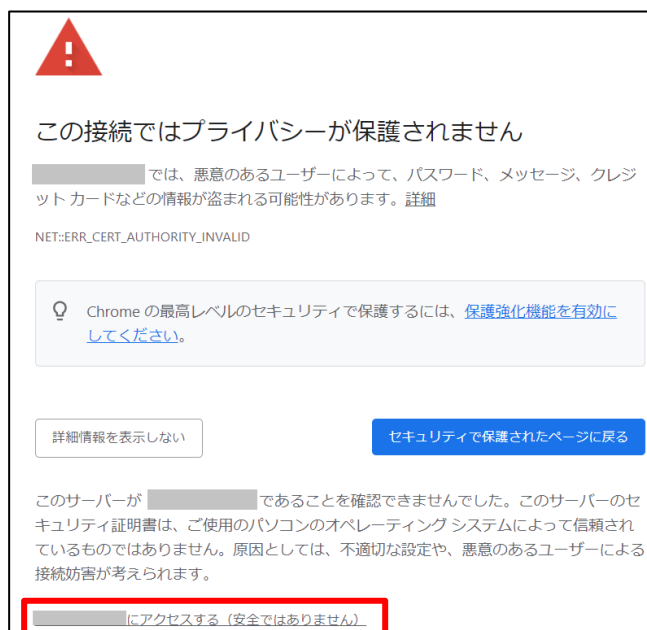 この接続ではプライバシーが保護されません
では、悪意のあるユーザーによって、パスワード、メッセージ、クレジ
ット カードなどの情報が盗まれる可能性があります。詳細
NET::ERR_CERT_AUTHORITY_INVALID
Chrome の最高レベルのセキュリティで保護するには、保護強化機能を有効に
してください。
詳細情報を表示しない
セキュリティで保護されたページに戻る
このサーバーが であることを確認できませんでした。このサーバーのセ
キュリティ証明書は、ご使用のパソコンのオペレーティング システムによって信頼され
ているものではありません。原因としては、不適切な設定や、悪意のあるユーザーによる
接続妨害が考えられます。
にアクセスする（安全ではありません）